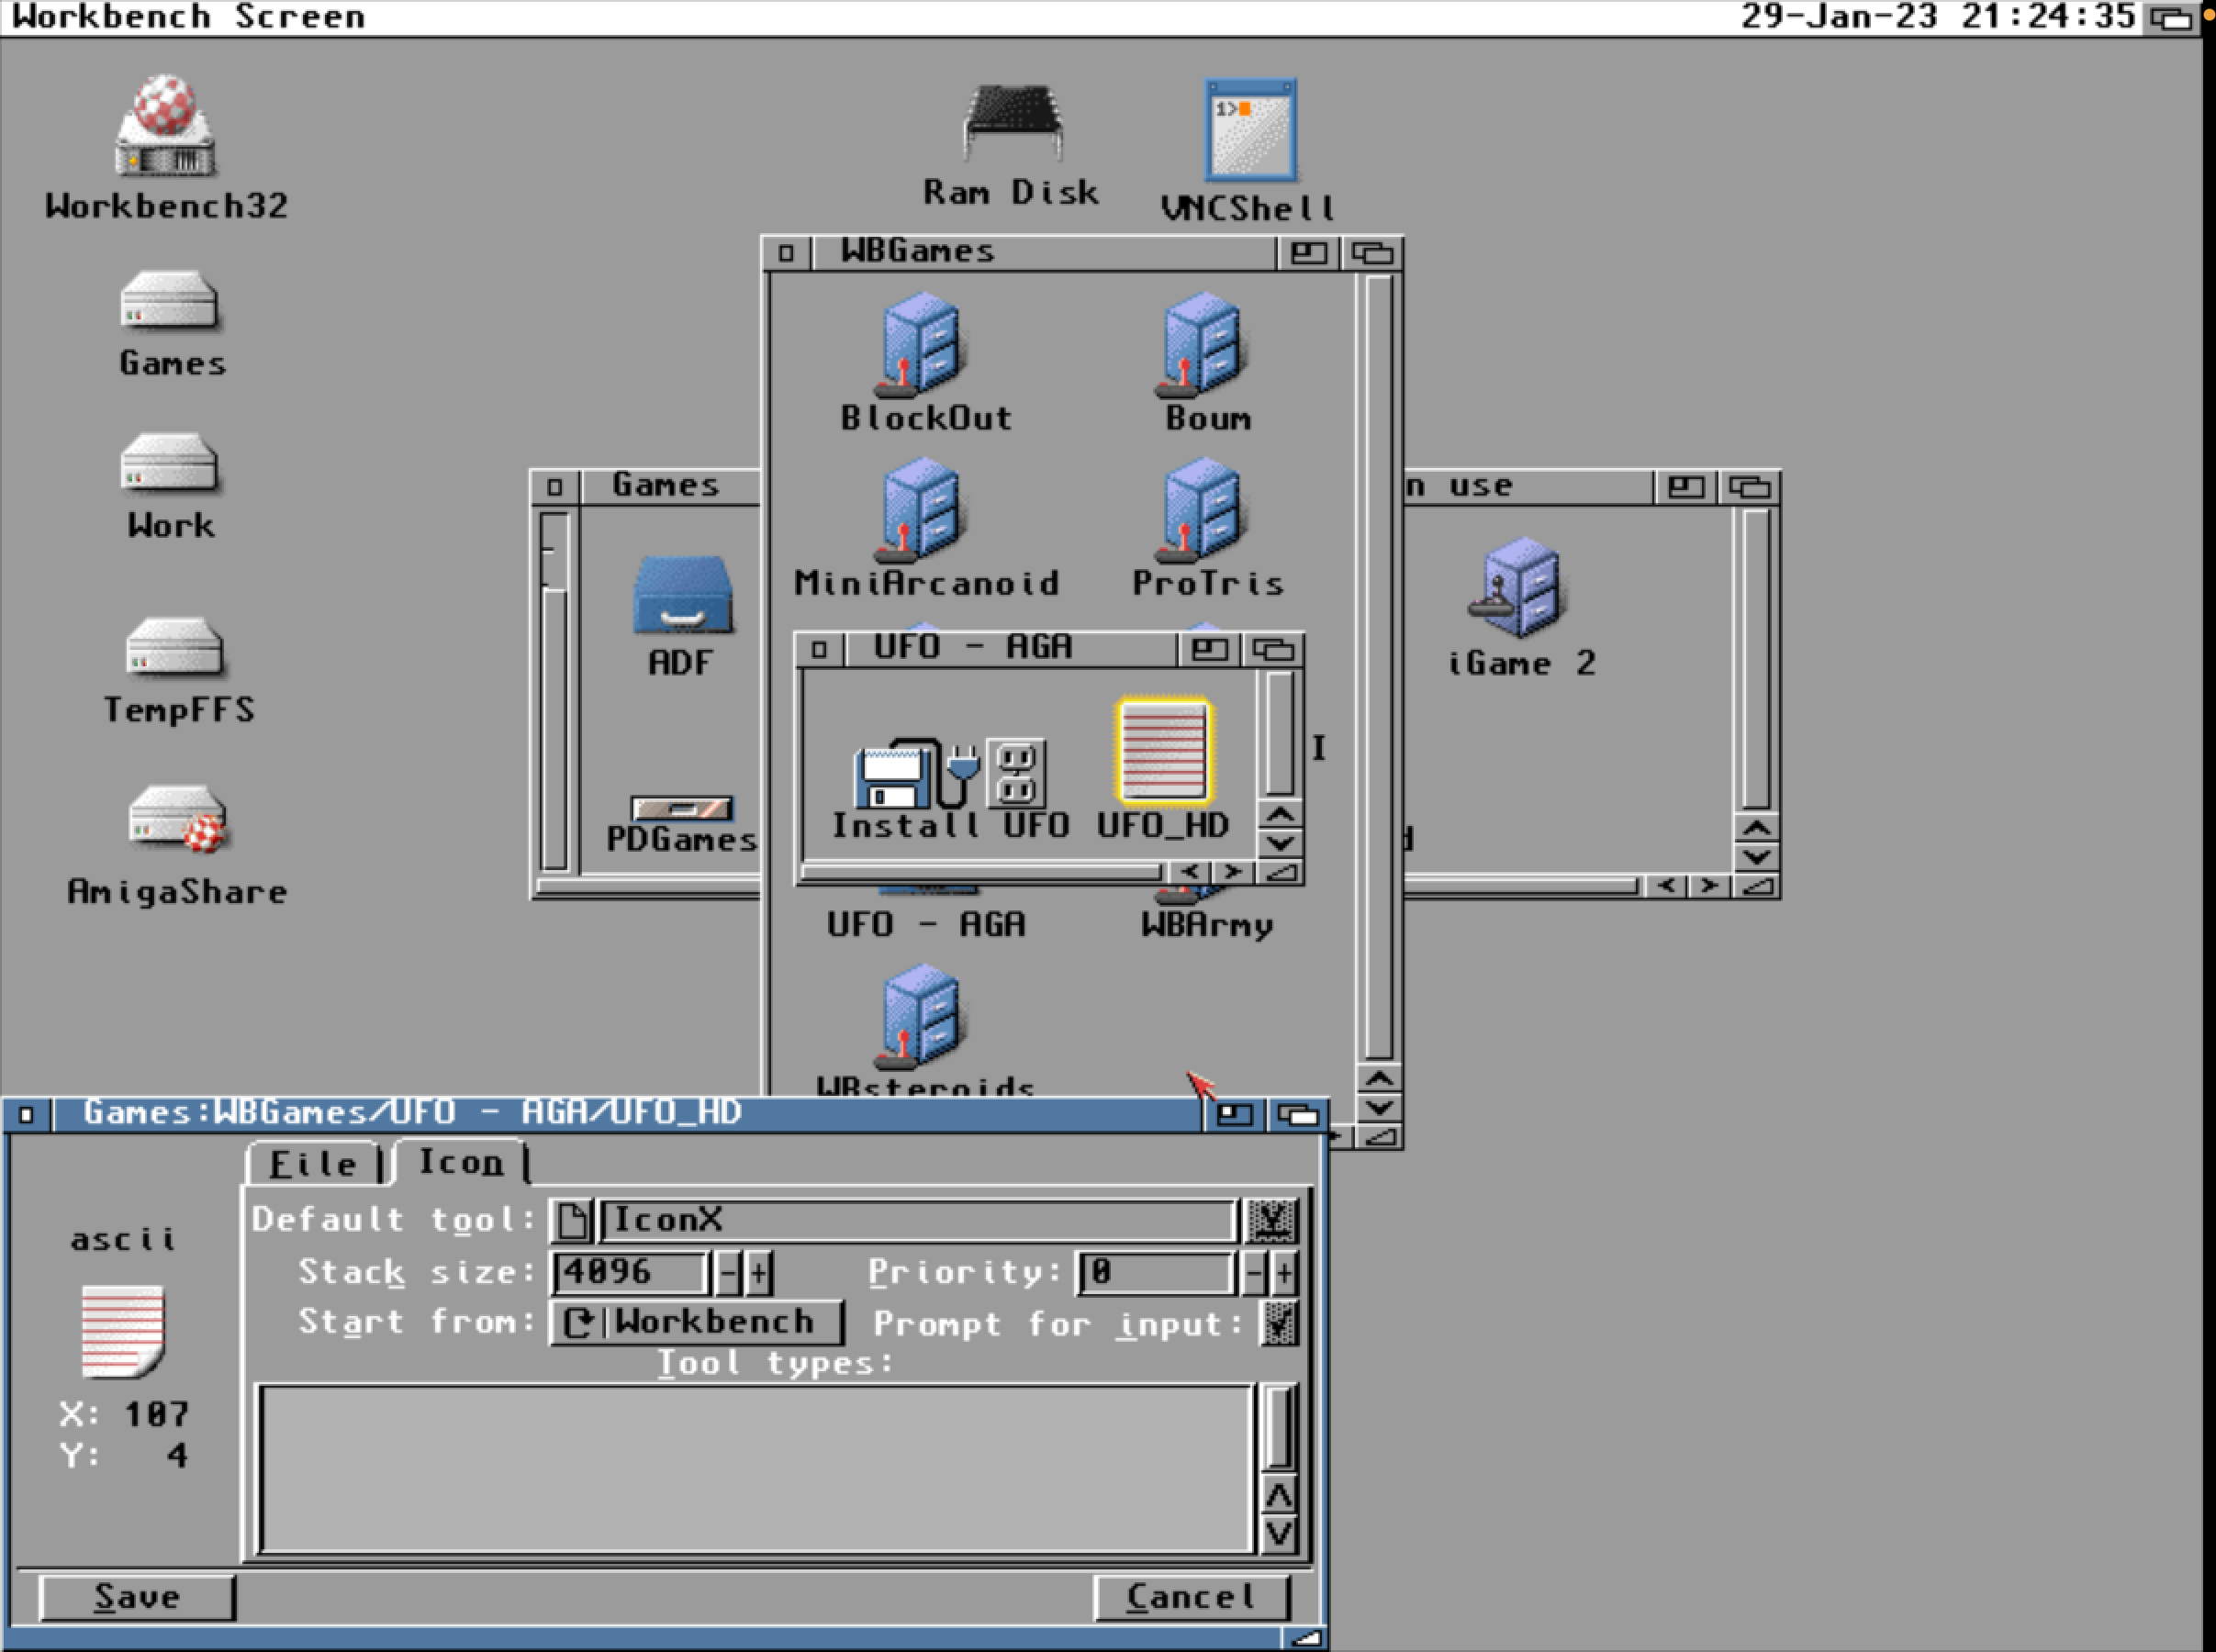 Workbench Screen 29-Jan-23 21:24:35
Workbench32
Ram Disk
1>
VNCShell
Games
Work
TempFFS
AmigaShare
WBGames
BlockOut Boum
MiniArcanoid ProTris
Games
n use
ADF
PDGames
iGame 2
UFO - AGA
Install UFO UFO_HD
I
d
UFO - AGA WBArmy
WBsteroids
Games:WBGames/UFO - AGA/UFO_HD
File Icon
ascii
X: 107
Y: 4
Default tool: IconX
Stack size: 4096 - + Priority: 0 - +
Start from: Workbench Prompt for input:
Tool types:
Save Cancel